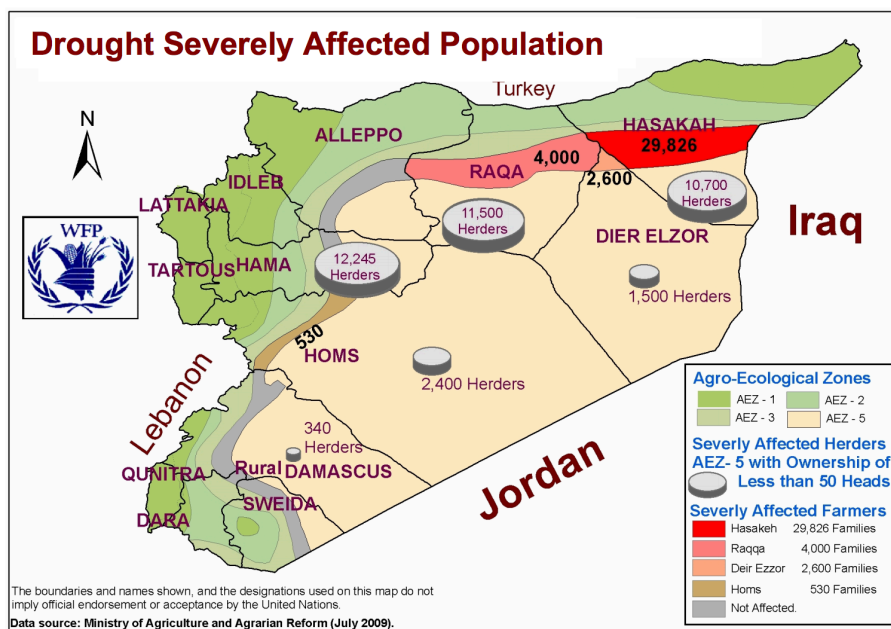 Drought Severely Affected Population
Turkey
N
ALLEPPO
HASAKAH
29,826
4,000
RAQA
2,600
IDLEB
LATTAKIA
10,700
Herders
11,500
Herders
Iraq
WFP
DIER ELZOR
TARTOUS
HAMA
12,245
Herders
1,500 Herders
530
HOMS
2,400 Herders
Lebanon
340
Herders
Jordan
QUNITRA
Rural DAMASCUS
SWEIDA
DARA
Agro-Ecological Zones
AEZ - 1
AEZ - 2
AEZ - 3
AEZ - 5
Severly Affected Herders
AEZ- 5 with Ownership of
Less than 50 Heads
Severly Affected Farmers
Hasakeh 29,826 Families
Raqqa 4,000 Families
Deir Ezzor 2,600 Families
Homs 530 Families
Not Affected.
The boundaries and names shown, and the designations used on this map do not
imply official endorsement or acceptance by the United Nations.
Data source: Ministry of Agriculture and Agrarian Reform (July 2009).